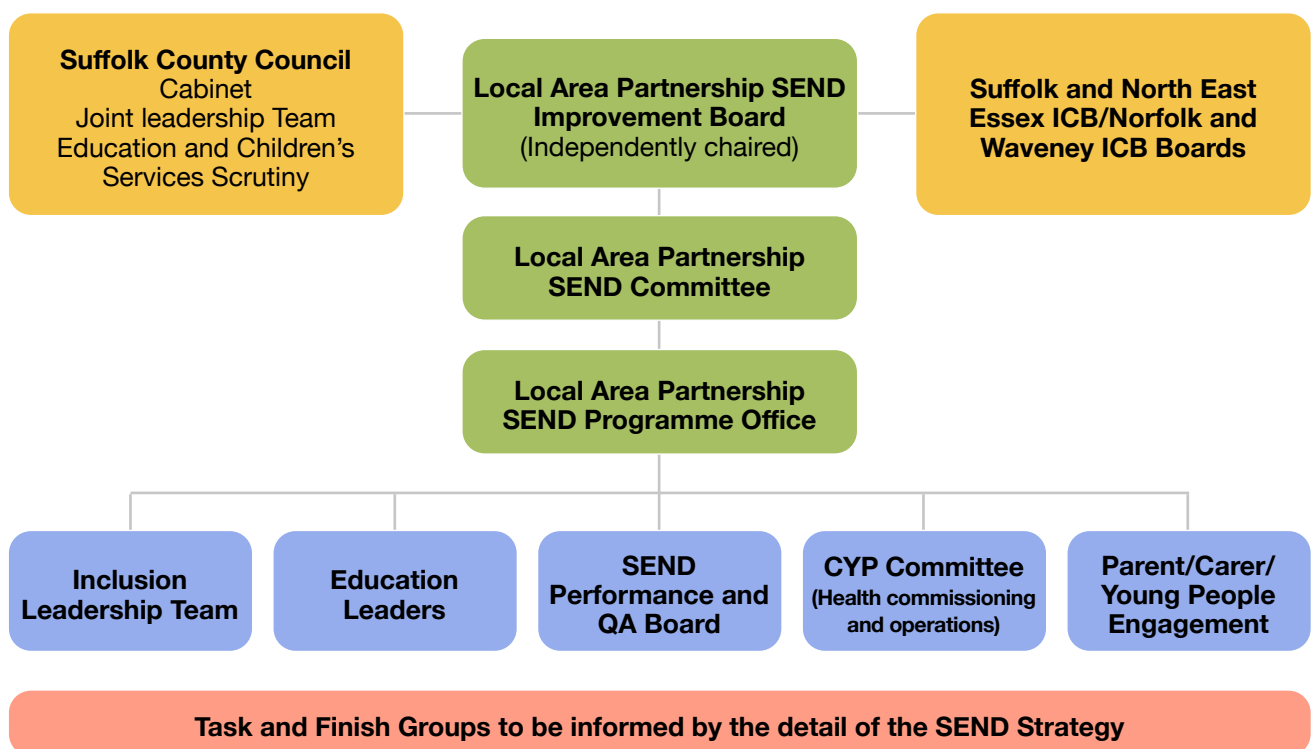 Suffolk County Council
Cabinet
Joint leadership Team
Education and Children's
Services Scrutiny
Local Area Partnership SEND
Improvement Board
(Independently chaired)
Suffolk and North East
Essex ICB/Norfolk and
Waveney ICB Boards
Local Area Partnership
SEND Committee
Local Area Partnership
SEND Programme Office
Inclusion
Leadership Team
Education
Leaders
SEND
Performance and
QA Board
CYP Committee
(Health commissioning
and operations)
Parent/Carer/
Young People
Engagement
Task and Finish Groups to be informed by the detail of the SEND Strategy